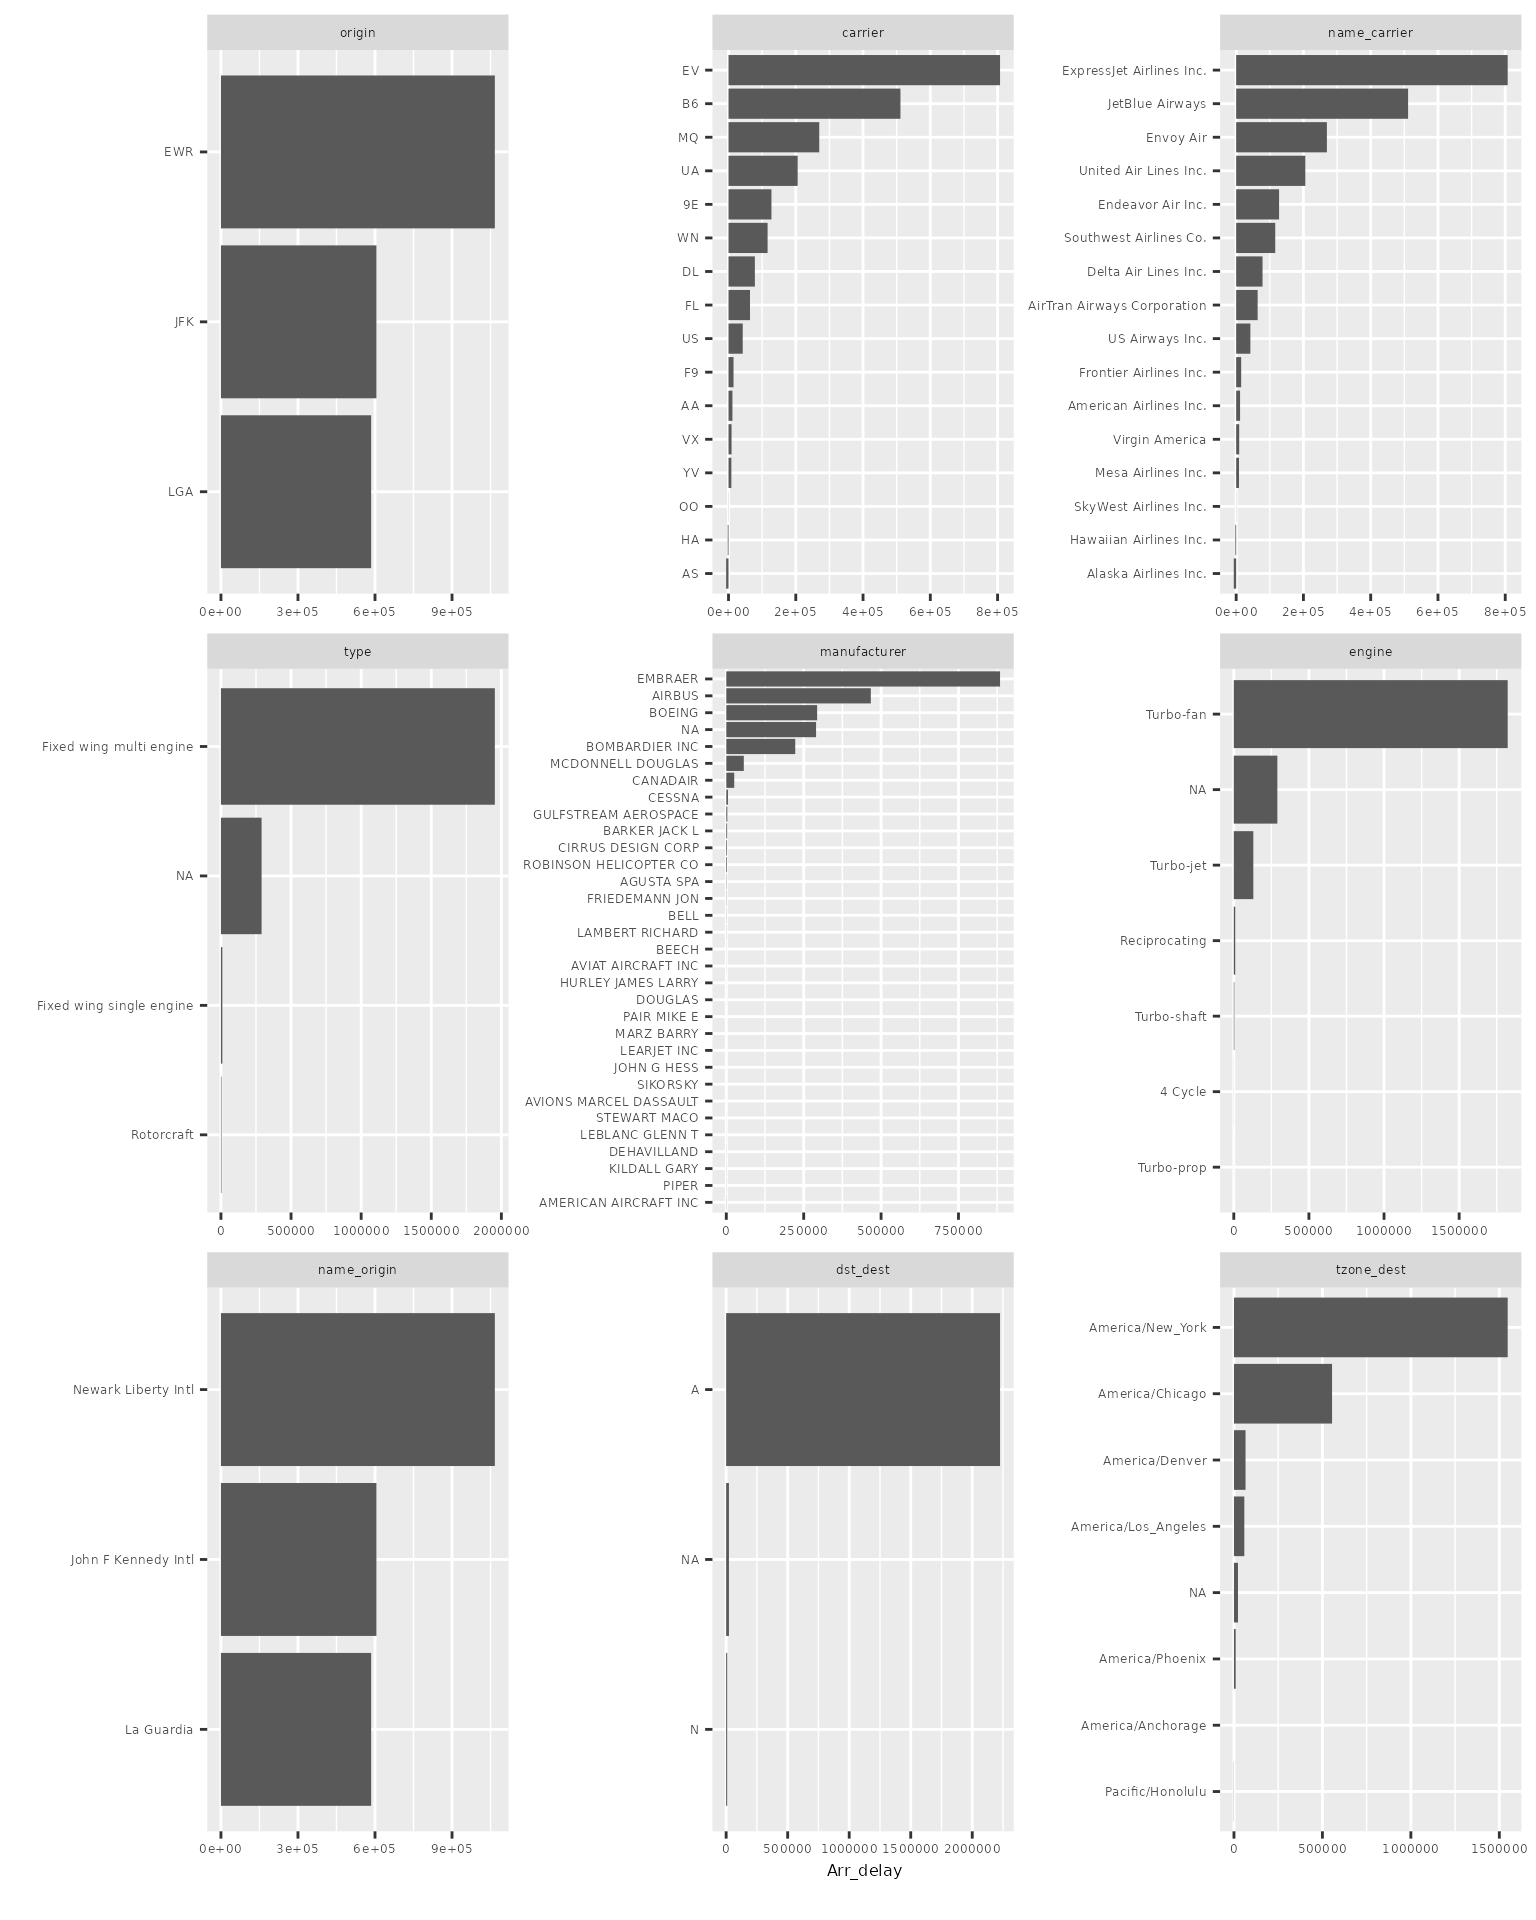 origin
EWR
JFK
LGA
0e+00 3e+05 6e+05 9e+05
carrier
EV
B6
MQ
UA
9E
WN
DL
FL
US
F9
AA
VX
YV
OO
HA
AS
0e+00 2e+05 4e+05 6e+05 8e+05
name_carrier
ExpressJet Airlines Inc.
JetBlue Airways
Envoy Air
United Air Lines Inc.
Endeavor Air Inc.
Southwest Airlines Co.
Delta Air Lines Inc.
AirTran Airways Corporation
US Airways Inc.
Frontier Airlines Inc.
American Airlines Inc.
Virgin America
Mesa Airlines Inc.
SkyWest Airlines Inc.
Hawaiian Airlines Inc.
Alaska Airlines Inc.
0e+00 2e+05 4e+05 6e+05 8e+05
type
Fixed wing multi engine
NA
Fixed wing single engine
Rotorcraft
0 500000 1000000 1500000 2000000
manufacturer
EMBRAER
AIRBUS
BOEING
NA
BOMBARDIER INC
MCDONNELL DOUGLAS
CANADAIR
CESSNA
GULFSTREAM AEROSPACE
BARKER JACK L
CIRRUS DESIGN CORP
ROBINSON HELICOPTER CO
AGUSTA SPA
FRIEDEMANN JON
BELL
LAMBERT RICHARD
BEECH
AVIAT AIRCRAFT INC
HURLEY JAMES LARRY
DOUGLAS
PAIR MIKE E
MARZ BARRY
LEARJET INC
JOHN G HESS
SIKORSKY
AVIONS MARCEL DASSAULT
STEWART MACO
LEBLANC GLENN T
DEHAVILLAND
KILDALL GARY
PIPER
AMERICAN AIRCRAFT INC
0 250000 500000 750000
engine
Turbo-fan
NA
Turbo-jet
Reciprocating
Turbo-shaft
4 Cycle
Turbo-prop
0 500000 1000000 1500000
name_origin
Newark Liberty Intl
John F Kennedy Intl
La Guardia
0e+00 3e+05 6e+05 9e+05
dst_dest
A
NA
N
0 500000 1000000 1500000 2000000
tzone_dest
America/New_York
America/Chicago
America/Denver
America/Los_Angeles
NA
America/Phoenix
America/Anchorage
Pacific/Honolulu
0 500000 1000000 1500000
Arr_delay